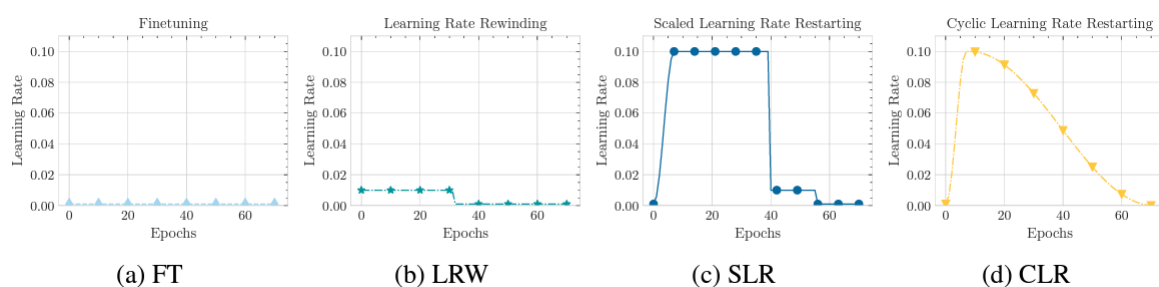 Finetuning
Learning Rate
0.10
0.08
0.06
0.04
0.02
0.00
0 20 40 60
Epochs
(a) FT
Learning Rate Rewinding
Learning Rate
0.10
0.08
0.06
0.04
0.02
0.00
0 20 40 60
Epochs
(b) LRW
Scaled Learning Rate Restarting
Learning Rate
0.10
0.08
0.06
0.04
0.02
0.00
0 20 40 60
Epochs
(c) SLR
Cyclic Learning Rate Restarting
Learning Rate
0.10
0.08
0.06
0.04
0.02
0.00
0 20 40 60
Epochs
(d) CLR